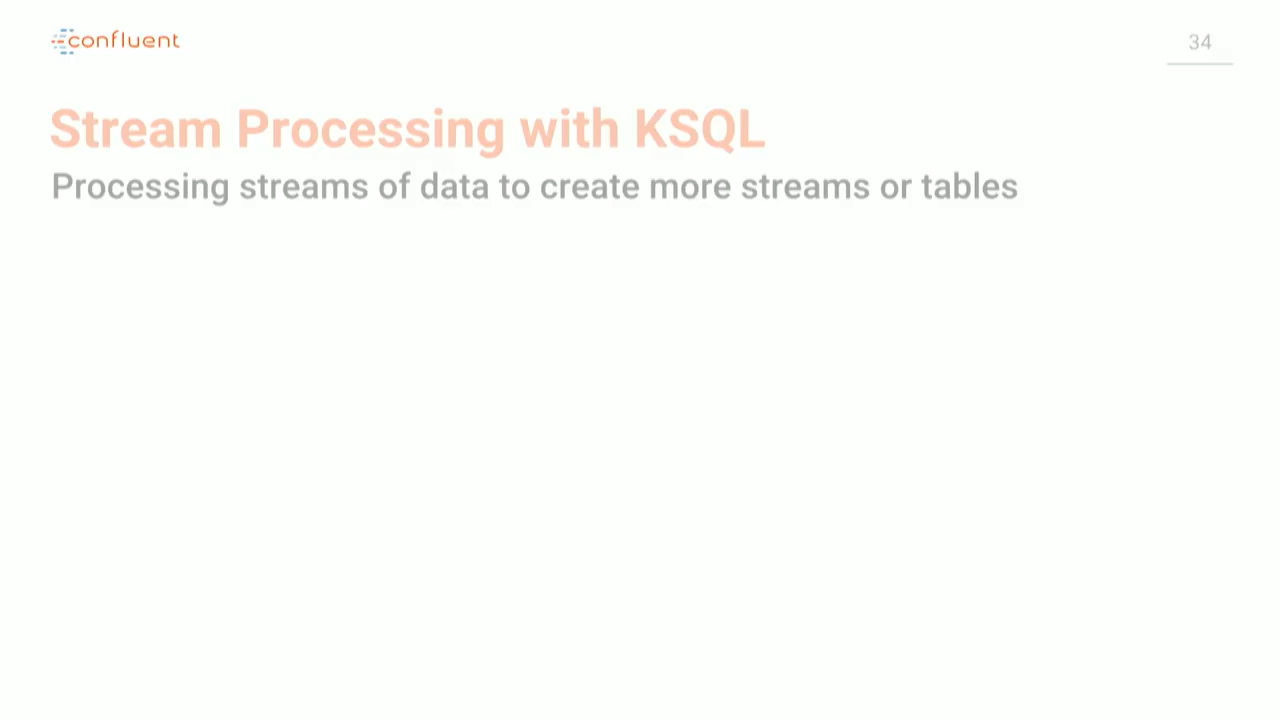 confluent
34
Stream Processing with KSQL
Processing streams of data to create more streams or tables